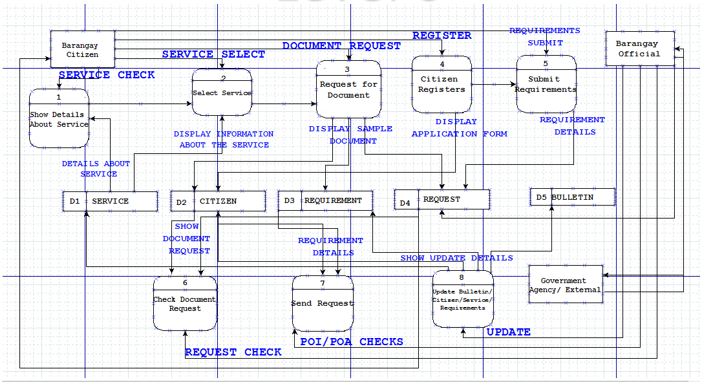 REGISTER
REQUIREMENTS
SUBMIT
DOCUMENT REQUEST
SERVICE SELECT
Barangay
Citizen
Barangay
Official
SERVICE CHECK
1
Show Details
About Service
2
Select Service
3
Request for
Document
4
Citizen
Registers
5
Submit
Requirements
DISPLAY INFORMATION
ABOUT THE SERVICE
DISPLAY SAMPLE
DOCUMENT
DISPLAY
APPLICATION FORM
REQUIREMENT
DETAILS
DETAILS ABOUT
SERVICE
D1 SERVICE
D2 CITIZEN
D3 REQUIREMENT
D4 REQUEST
D5 BULLETIN
SHOW
DOCUMENT
REQUEST
REQUIREMENT
DETAILS
SHOW UPDATE DETAILS
6
Check Document
Request
7
Send Request
8
Update Bulletin/
Citizen/Service/
Requirements
Government
Agency/ External
UPDATE
POI/POA CHECKS
REQUEST CHECK